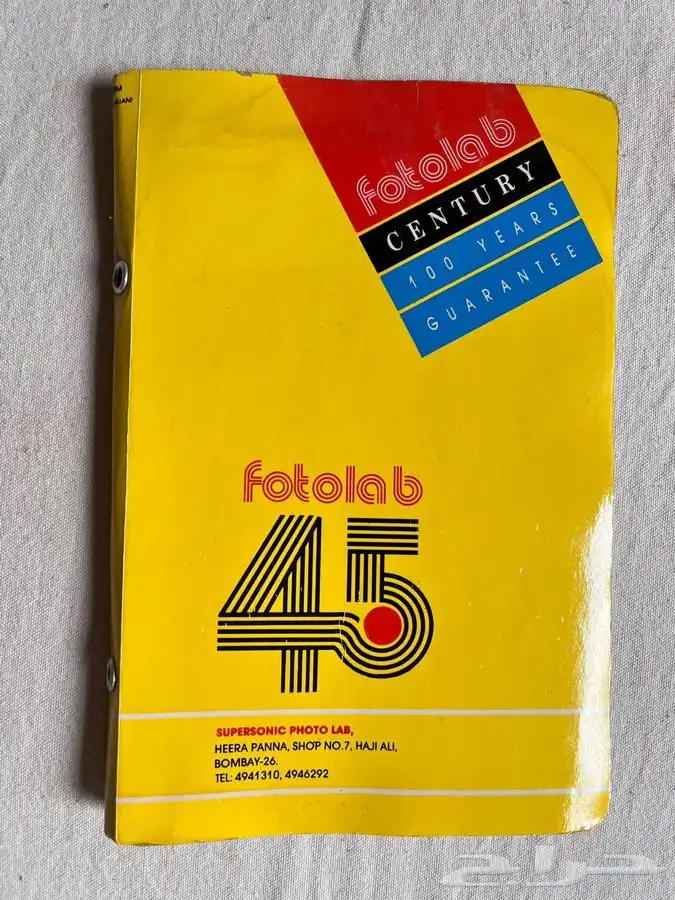 fotolab
CENTURY
100 YEARS
GUARANTEE
fotolab
45
SUPERSONIC PHOTO LAB,
HEERA PANNA, SHOP NO.7, HAJI ALI,
BOMBAY-26.
TEL: 4941310, 4946292
حراج